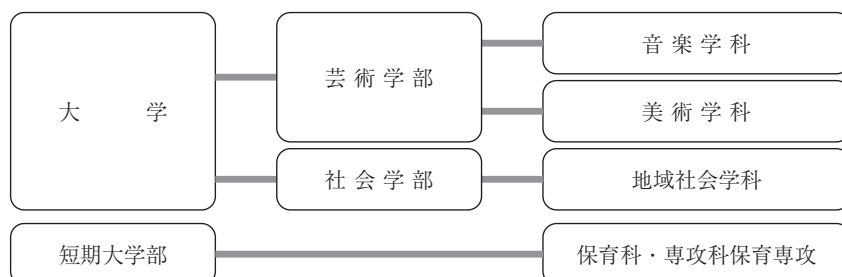 大学
芸術学部
音楽学科
美術学科
社会学部
地域社会学科
短期大学部
保育科・専攻科保育専攻